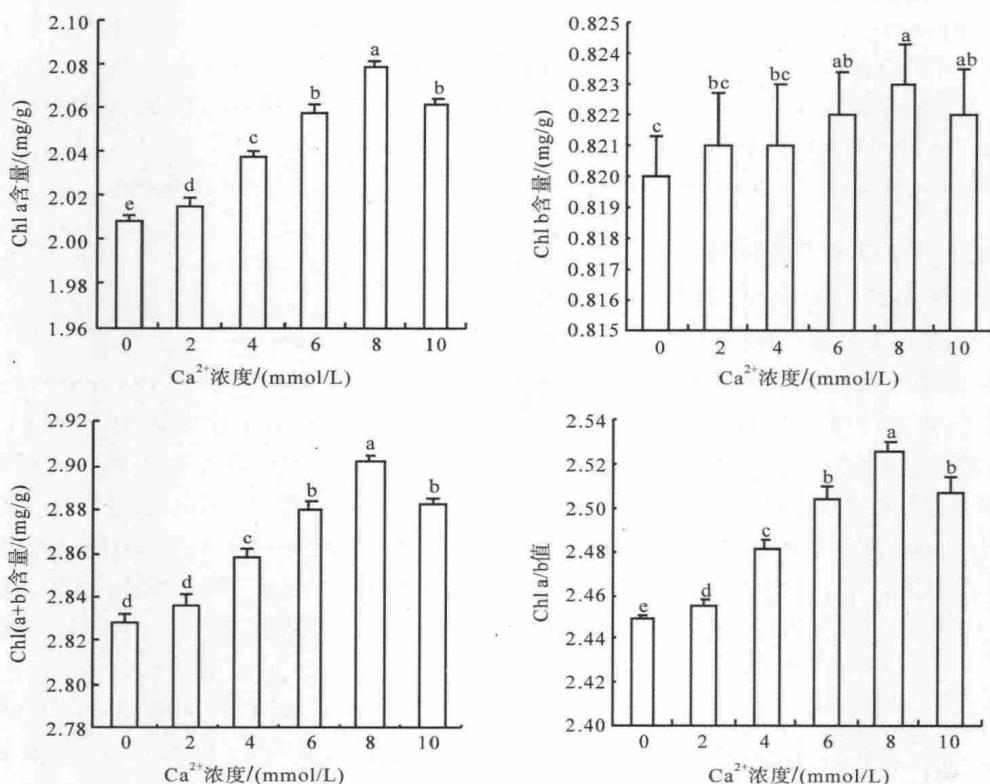 2.10
2.08
2.06
2.04
2.02
2.00
1.98
1.96
Chl a含量/(mg/g)
e
d
c
b
a
b
0 2 4 6 8 10
Ca²⁺浓度/(mmol/L)
0.825
0.824
0.823
0.822
0.821
0.820
0.819
0.818
0.817
0.816
0.815
Chl b含量/(mg/g)
c
bc
bc
ab
a
ab
0 2 4 6 8 10
Ca²⁺浓度/(mmol/L)
2.92
2.90
2.88
2.86
2.84
2.82
2.80
2.78
Chl(a+b)含量/(mg/g)
d
d
c
b
a
b
0 2 4 6 8 10
Ca²⁺浓度/(mmol/L)
2.54
2.52
2.50
2.48
2.46
2.44
2.42
2.40
Chl a/b值
e
d
c
b
a
b
0 2 4 6 8 10
Ca²⁺浓度/(mmol/L)